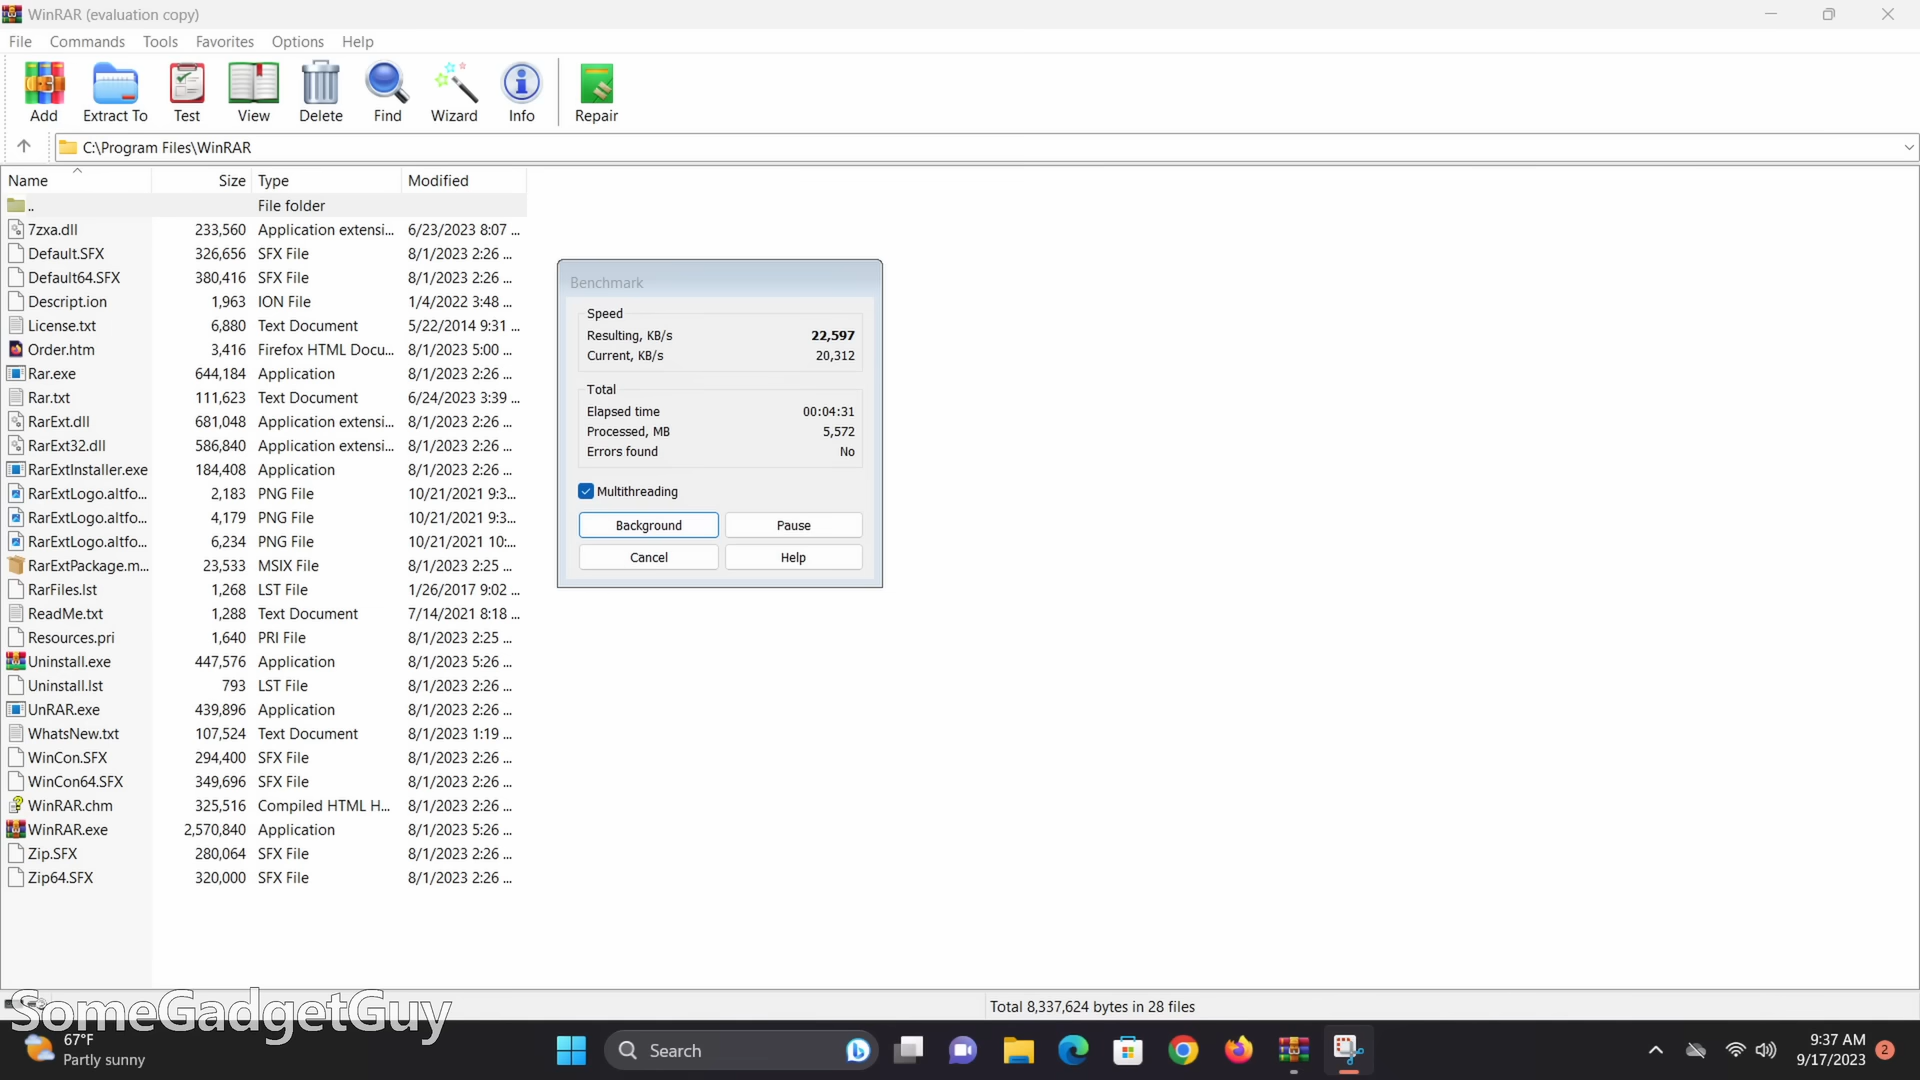 WinRAR (evaluation copy)
File Commands Tools Favorites Options Help
Add Extract To Test View Delete Find Wizard Info Repair
C:\Program Files\WinRAR
Name Size Type Modified
.. File folder
7zxa.dll 233,560 Application extensi... 6/23/2023 8:07 ...
Default.SFX 326,656 SFX File 8/1/2023 2:26 ...
Default64.SFX 380,416 SFX File 8/1/2023 2:26 ...
Descript.ion 1,963 ION File 1/4/2022 3:48 ...
License.txt 6,880 Text Document 5/22/2014 9:31 ...
Order.htm 3,416 Firefox HTML Docu... 8/1/2023 5:00 ...
Rar.exe 644,184 Application 8/1/2023 2:26 ...
Rar.txt 111,623 Text Document 6/24/2023 3:39 ...
RarExt.dll 681,048 Application extensi... 8/1/2023 2:26 ...
RarExt32.dll 586,840 Application extensi... 8/1/2023 2:26 ...
RarExtInstaller.exe 184,408 Application 8/1/2023 2:26 ...
RarExtLogo.altfo... 2,183 PNG File 10/21/2021 9:3...
RarExtLogo.altfo... 4,179 PNG File 10/21/2021 9:3...
RarExtLogo.altfo... 6,234 PNG File 10/21/2021 10:...
RarExtPackage.m... 23,533 MSIX File 8/1/2023 2:25 ...
RarFiles.lst 1,268 LST File 1/26/2017 9:02 ...
ReadMe.txt 1,288 Text Document 7/14/2021 8:18 ...
Resources.pri 1,640 PRI File 8/1/2023 2:25 ...
Uninstall.exe 447,576 Application 8/1/2023 5:26 ...
Uninstall.lst 793 LST File 8/1/2023 2:26 ...
UnRAR.exe 439,896 Application 8/1/2023 2:26 ...
WhatsNew.txt 107,524 Text Document 8/1/2023 1:19 ...
WinCon.SFX 294,400 SFX File 8/1/2023 2:26 ...
WinCon64.SFX 349,696 SFX File 8/1/2023 2:26 ...
WinRAR.chm 325,516 Compiled HTML H... 8/1/2023 2:26 ...
WinRAR.exe 2,570,840 Application 8/1/2023 5:26 ...
Zip.SFX 280,064 SFX File 8/1/2023 2:26 ...
Zip64.SFX 320,000 SFX File 8/1/2023 2:26 ...
Benchmark
Speed
Resulting, KB/s 22,597
Current, KB/s 20,312
Total
Elapsed time 00:04:31
Processed, MB 5,572
Errors found No
Multithreading
Background Pause
Cancel Help
Total 8,337,624 bytes in 28 files
SomeGadgetGuy
67°F
Partly sunny
Search
9:37 AM
9/17/2023
2